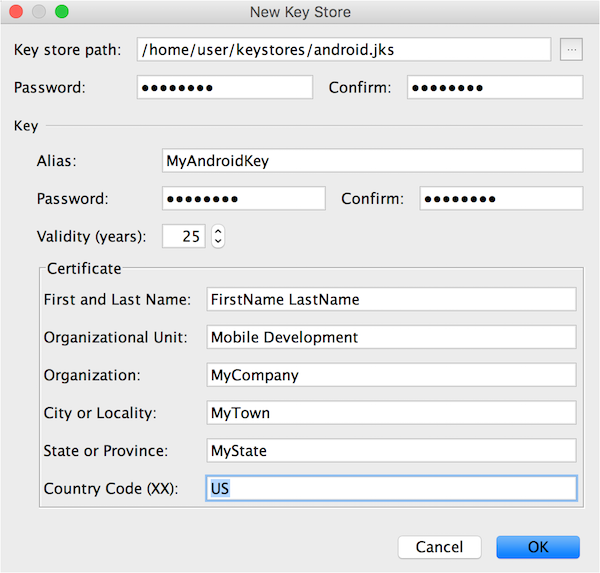 New Key Store
Key store path: /home/user/keystores/android.jks ...
Password: •••••••• Confirm: ••••••••
Key
Alias: MyAndroidKey
Password: •••••••• Confirm: ••••••••
Validity (years): 25
Certificate
First and Last Name: FirstName LastName
Organizational Unit: Mobile Development
Organization: MyCompany
City or Locality: MyTown
State or Province: MyState
Country Code (XX): US
Cancel OK